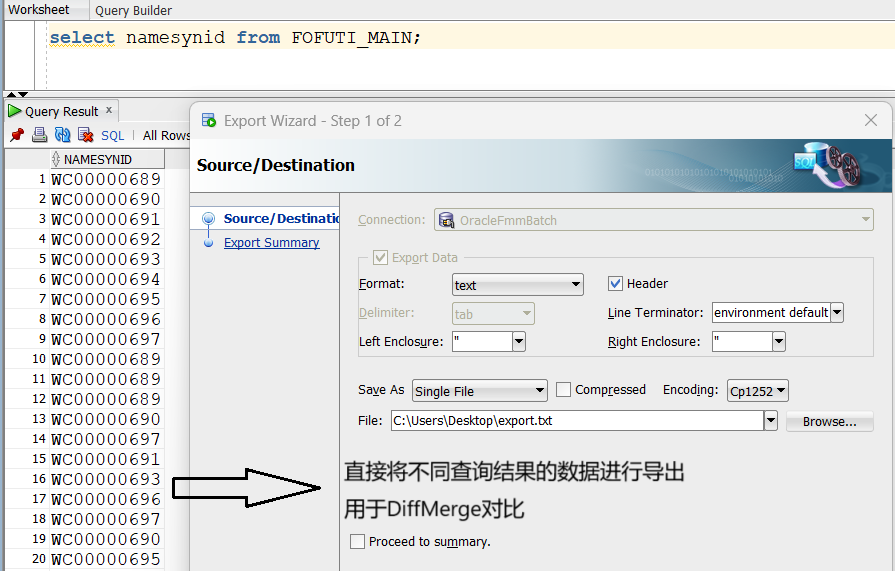 Worksheet Query Builder
select namesynid from FOFUTI_MAIN;
Query Result x
SQL | All Rows
NAMESYNID
1 WC00000689
2 WC00000690
3 WC00000691
4 WC00000692
5 WC00000693
6 WC00000694
7 WC00000695
8 WC00000696
9 WC00000697
10 WC00000689
11 WC00000689
12 WC00000689
13 WC00000690
14 WC00000697
15 WC00000691
16 WC00000693
17 WC00000696
18 WC00000697
19 WC00000690
20 WC00000695
Export Wizard - Step 1 of 2
Source/Destination
Source/Destinatio
Export Summary
Connection: OracleFmmBatch
Export Data
Format: text Header
Delimiter: tab Line Terminator: environment default
Left Enclosure: " Right Enclosure: "
Save As Single File Compressed Encoding: Cp1252
File: C:\Users\Desktop\export.txt Browse...
直接将不同查询结果的数据进行导出
用于DiffMerge对比
Proceed to summary.